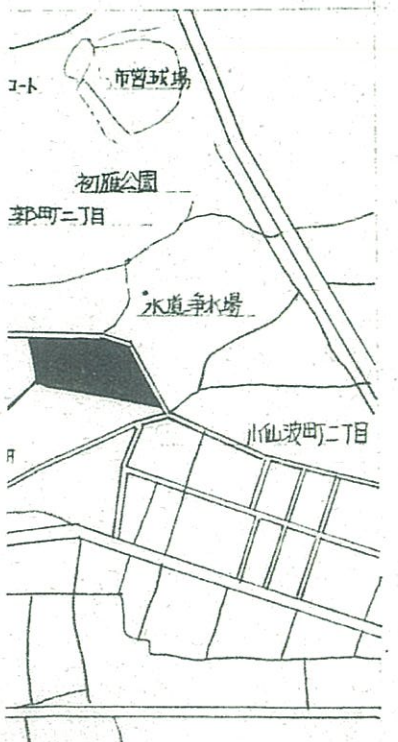 コート
市営球場
初雁公園
郭町二丁目
水道浄水場
小仙波町二丁目